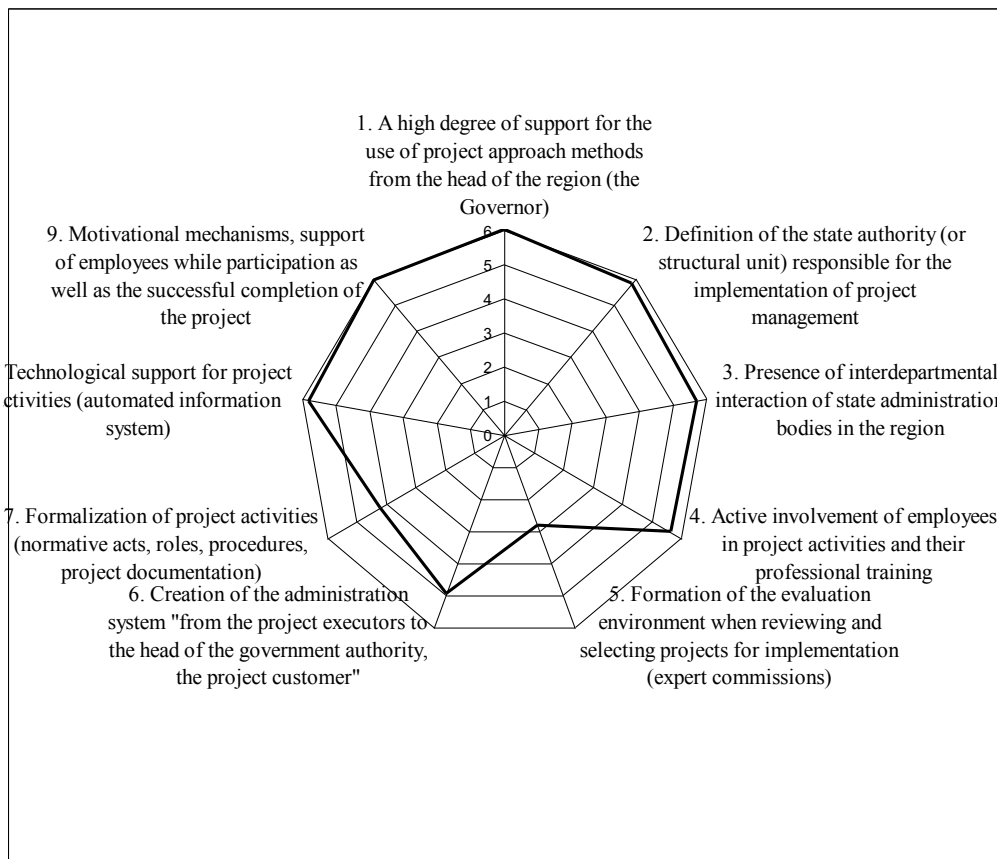 1. A high degree of support for the
use of project approach methods
from the head of the region (the
Governor)
2. Definition of the state authority (or
structural unit) responsible for the
implementation of project
management
3. Presence of interdepartmental
interaction of state administration
bodies in the region
4. Active involvement of employees
in project activities and their
professional training
5. Formation of the evaluation
environment when reviewing and
selecting projects for implementation
(expert commissions)
6. Creation of the administration
system "from the project executors to
the head of the government authority,
the project customer"
7. Formalization of project activities
(normative acts, roles, procedures,
project documentation)
Technological support for project
ctivities (automated information
system)
9. Motivational mechanisms, support
of employees while participation as
well as the successful completion of
the project
6
5
4
3
2
1
0